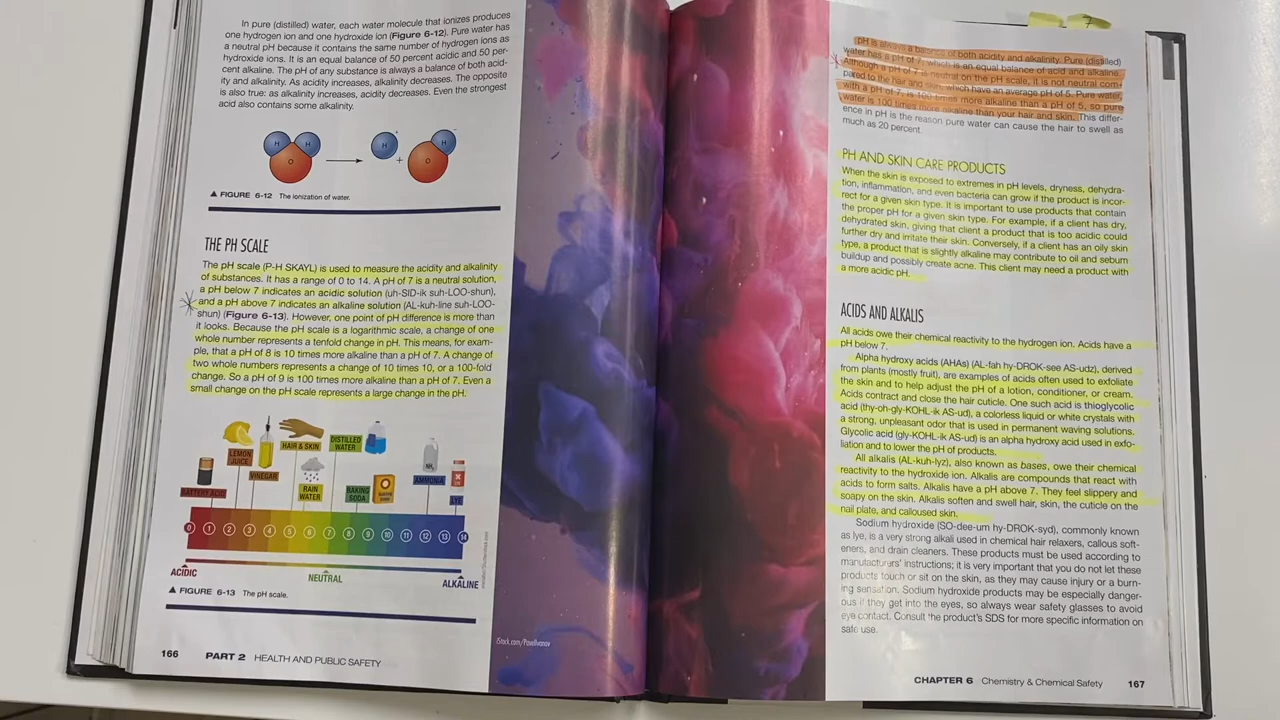 In pure (distilled) water, each water molecule that ionizes produces
one hydrogen ion and one hydroxide ion (Figure 6-12). Pure water has
a neutral pH because it contains the same number of hydrogen ions as
hydroxide ions. It is an equal balance of 50 percent acidic and 50 per-
cent alkaline. The pH of any substance is always a balance of both acid-
ity and alkalinity. As acidity increases, alkalinity decreases. The opposite
is also true: as alkalinity increases, acidity decreases. Even the strongest
acid also contains some alkalinity.
H H O
H + + O H -
▲ FIGURE 6-12 The ionization of water.
THE PH SCALE
The pH scale (P-H SKAYL) is used to measure the acidity and alkalinity
of substances. It has a range of 0 to 14. A pH of 7 is a neutral solution,
a pH below 7 indicates an acidic solution (uh-SID-ik suh-LOO-shun),
and a pH above 7 indicates an alkaline solution (AL-kuh-line suh-LOO-
shun) (Figure 6-13). However, one point of pH difference is more than
it looks. Because the pH scale is a logarithmic scale, a change of one
whole number represents a tenfold change in pH. This means, for exam-
ple, that a pH of 8 is 10 times more alkaline than a pH of 7. A change of
two whole numbers represents a change of 10 times 10, or a 100-fold
change. So a pH of 9 is 100 times more alkaline than a pH of 7. Even a
small change on the pH scale represents a large change in the pH.
BATTERY ACID
LEMON
JUICE
VINEGAR
HAIR & SKIN
RAIN
WATER
DISTILLED
WATER
BAKING
SODA
NH₃
AMMONIA
LYE
0 1 2 3 4 5 6 7 8 9 10 11 12 13 14
ACIDIC
NEUTRAL
ALKALINE
▲ FIGURE 6-13 The pH scale.
166 PART 2 HEALTH AND PUBLIC SAFETY
iStock.com/PavelIvanov
7
pH is always a balance of both acidity and alkalinity. Pure (distilled)
water has a pH of 7, which is an equal balance of acid and alkaline.
Although a pH of 7 is neutral on the pH scale, it is not neutral com-
pared to the hair and skin, which have an average pH of 5. Pure water,
with a pH of 7, is 100 times more alkaline than a pH of 5, so pure
water is 100 times more alkaline than your hair and skin. This differ-
ence in pH is the reason pure water can cause the hair to swell as
much as 20 percent.
PH AND SKIN CARE PRODUCTS
When the skin is exposed to extremes in pH levels, dryness, dehydra-
tion, inflammation, and even bacteria can grow if the product is incor-
rect for a given skin type. It is important to use products that contain
the proper pH for a given skin type. For example, if a client has dry,
dehydrated skin, giving that client a product that is too acidic could
further dry and irritate their skin. Conversely, if a client has an oily skin
type, a product that is slightly alkaline may contribute to oil and sebum
buildup and possibly create acne. This client may need a product with
a more acidic pH.
ACIDS AND ALKALIS
All acids owe their chemical reactivity to the hydrogen ion. Acids have a
pH below 7.
Alpha hydroxy acids (AHAs) (AL-fah hy-DROK-see AS-udz), derived
from plants (mostly fruit), are examples of acids often used to exfoliate
the skin and to help adjust the pH of a lotion, conditioner, or cream.
Acids contract and close the hair cuticle. One such acid is thioglycolic
acid (thy-oh-gly-KOHL-ik AS-ud), a colorless liquid or white crystals with
a strong, unpleasant odor that is used in permanent waving solutions.
Glycolic acid (gly-KOHL-ik AS-ud) is an alpha hydroxy acid used in exfo-
liation and to lower the pH of products.
All alkalis (AL-kuh-lyz), also known as bases, owe their chemical
reactivity to the hydroxide ion. Alkalis are compounds that react with
acids to form salts. Alkalis have a pH above 7. They feel slippery and
soapy on the skin. Alkalis soften and swell hair, skin, the cuticle on the
nail plate, and calloused skin.
Sodium hydroxide (SO-dee-um hy-DROK-syd), commonly known
as lye, is a very strong alkali used in chemical hair relaxers, callous soft-
eners, and drain cleaners. These products must be used according to
manufacturers' instructions; it is very important that you do not let these
products touch or sit on the skin, as they may cause injury or a burn-
ing sensation. Sodium hydroxide products may be especially danger-
ous if they get into the eyes, so always wear safety glasses to avoid
eye contact. Consult the product's SDS for more specific information on
safe use.
CHAPTER 6 Chemistry & Chemical Safety 167